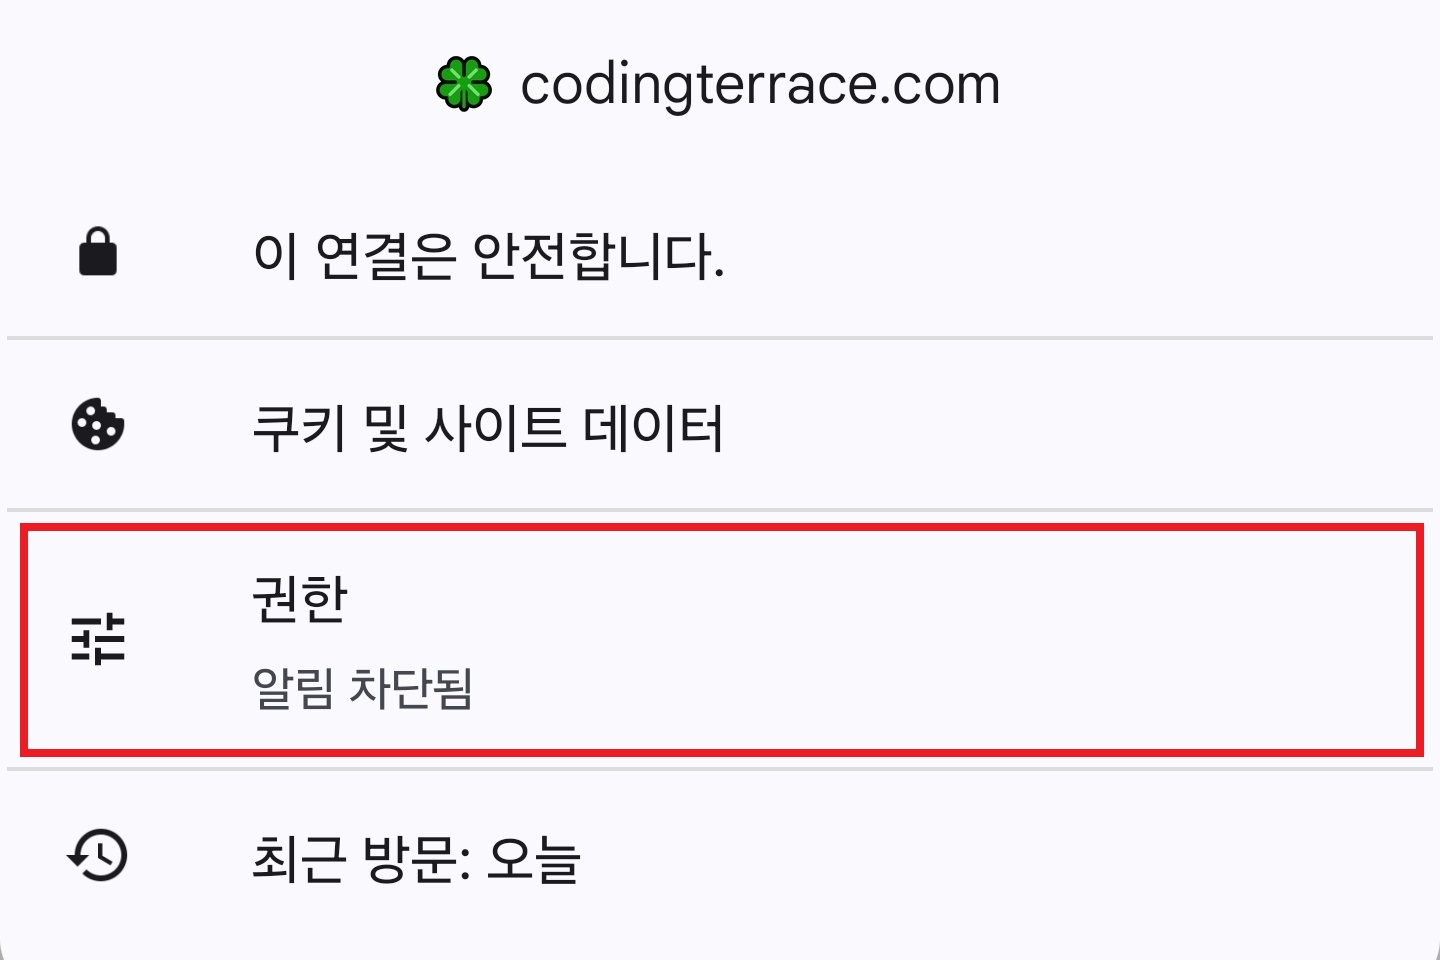 codingterrace.com
이 연결은 안전합니다.
쿠키 및 사이트 데이터
권한
알림 차단됨
최근 방문: 오늘